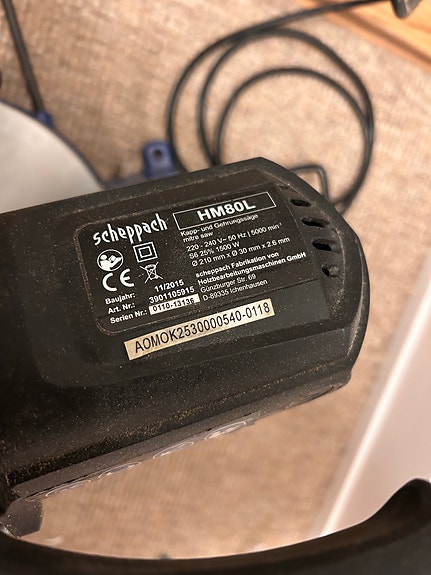 scheppach
HM80L
Kapp- und Gehrungssäge
mitre saw
220 - 240 V~ 50 Hz | 5000 min⁻¹
S6 25% 1500 W
Ø 210 mm x Ø 30 mm x 2.6 mm
scheppach Fabrikation von
Holzbearbeitungsmaschinen GmbH
Günzburger Str. 69
D-89335 Ichenhausen
CE
Baujahr: 11/2015
Art. Nr.: 3901105915
Serien Nr.: 0110-13136
AOMOK2530000540-0118